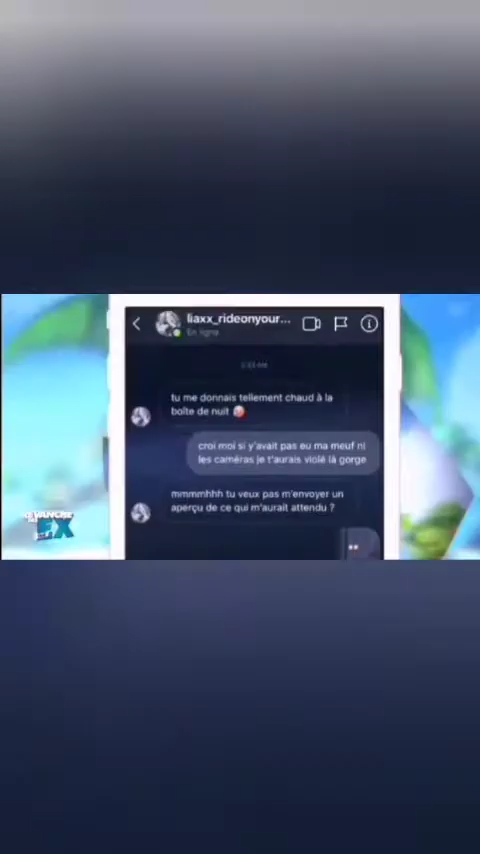 liaxx_rideonyour...
En ligne
tu me donnais tellement chaud à la
boîte de nuit 🥵
croi moi si y'avait pas eu ma meuf ni
les caméras je t'aurais violé là gorge
mmmmhhh tu veux pas m'envoyer un
aperçu de ce qui m'aurait attendu ?
EX